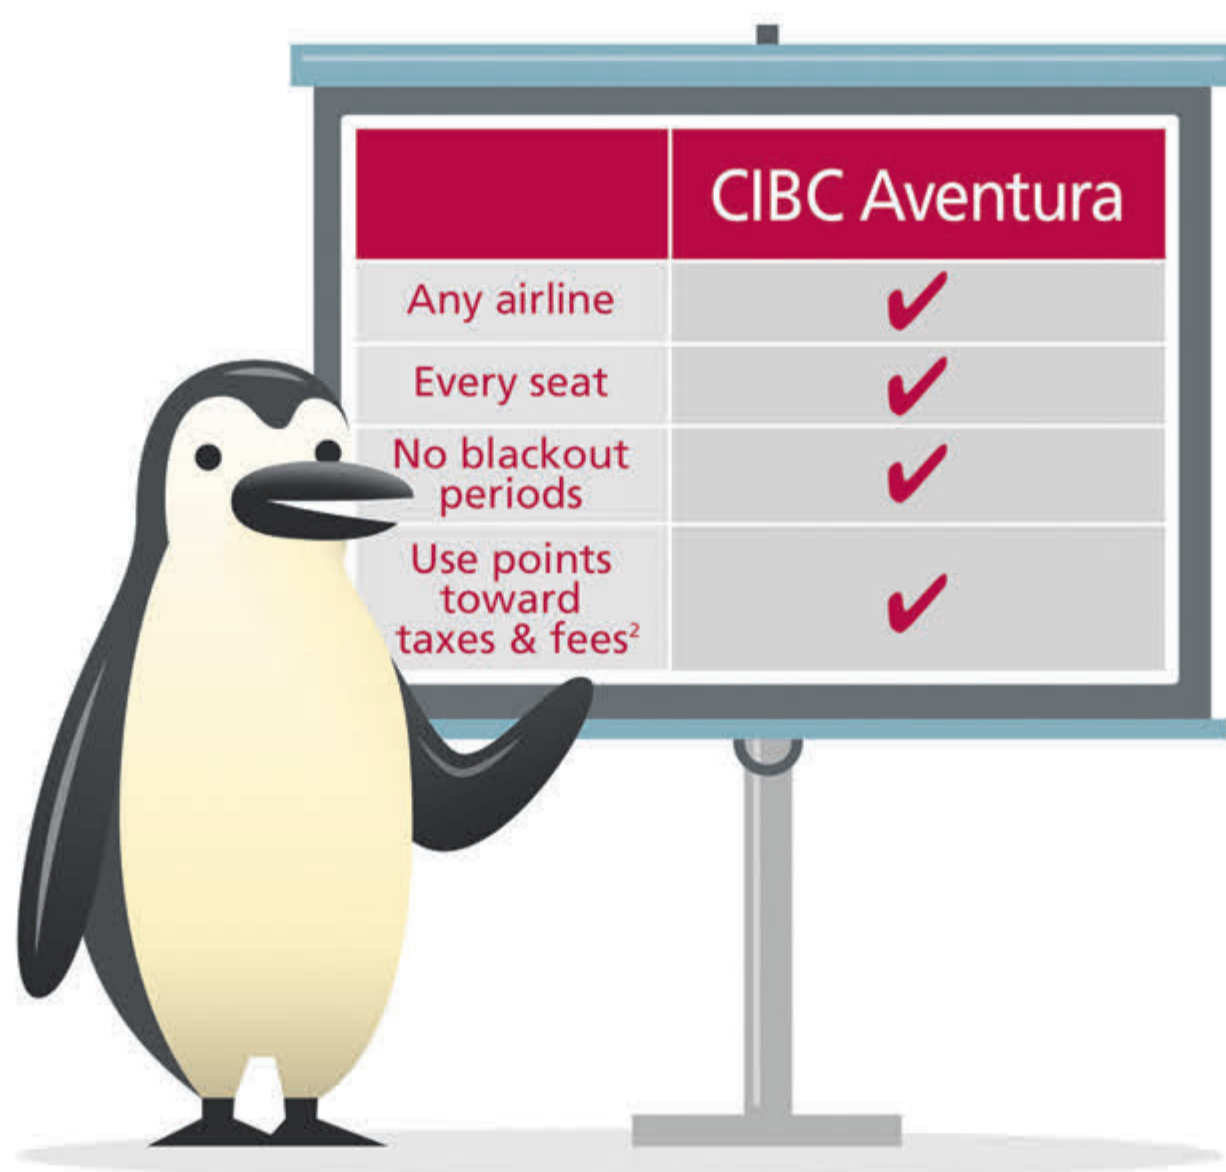 CIBC Aventura
Any airline
Every seat
No blackout
periods
Use points
toward
taxes & fees²